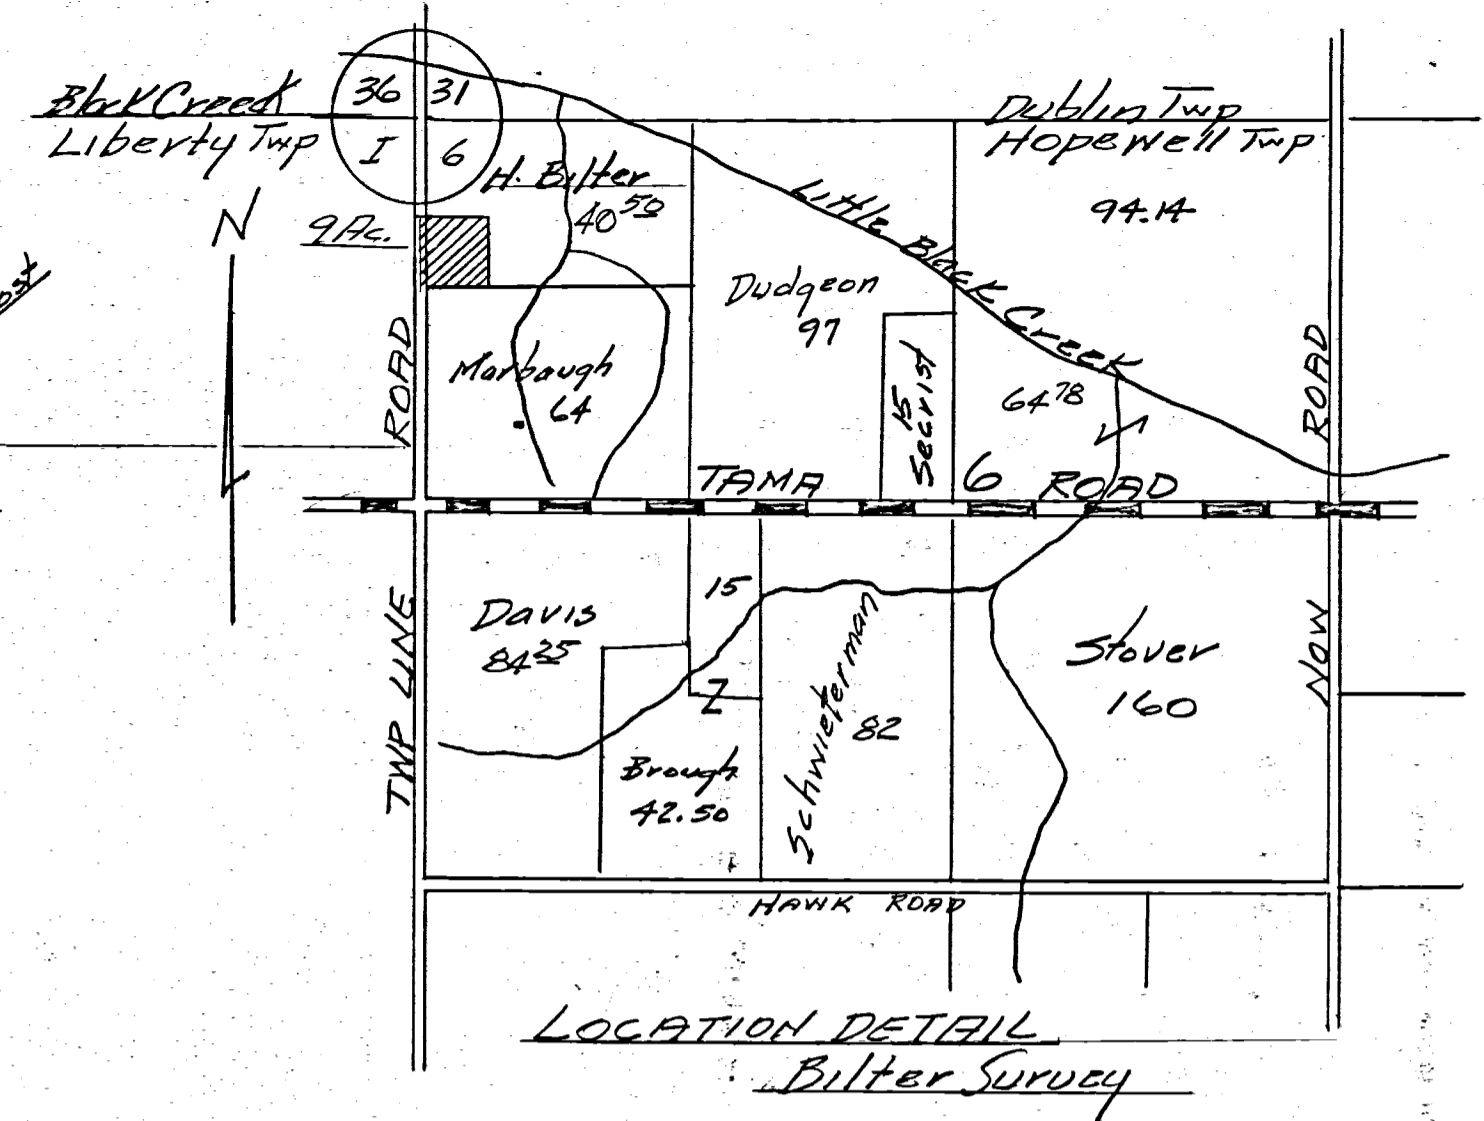 36 31
Black Creek
Dublin Twp
Liberty Twp
I 6
Hopewell Twp
H. Bilter
40 50
9 Ac.
N
94.14
Little Black Creek
Dudgeon
97
ROAD
ROAD
Marbaugh
64
15
Secrist
64 78
TAMA 6 ROAD
15
Davis
84 35
Z
Schwieterman
82
Stover
160
TWP LINE
NOW
Brough
42.50
HAWK ROAD
LOCATION DETAIL
Bilter Survey